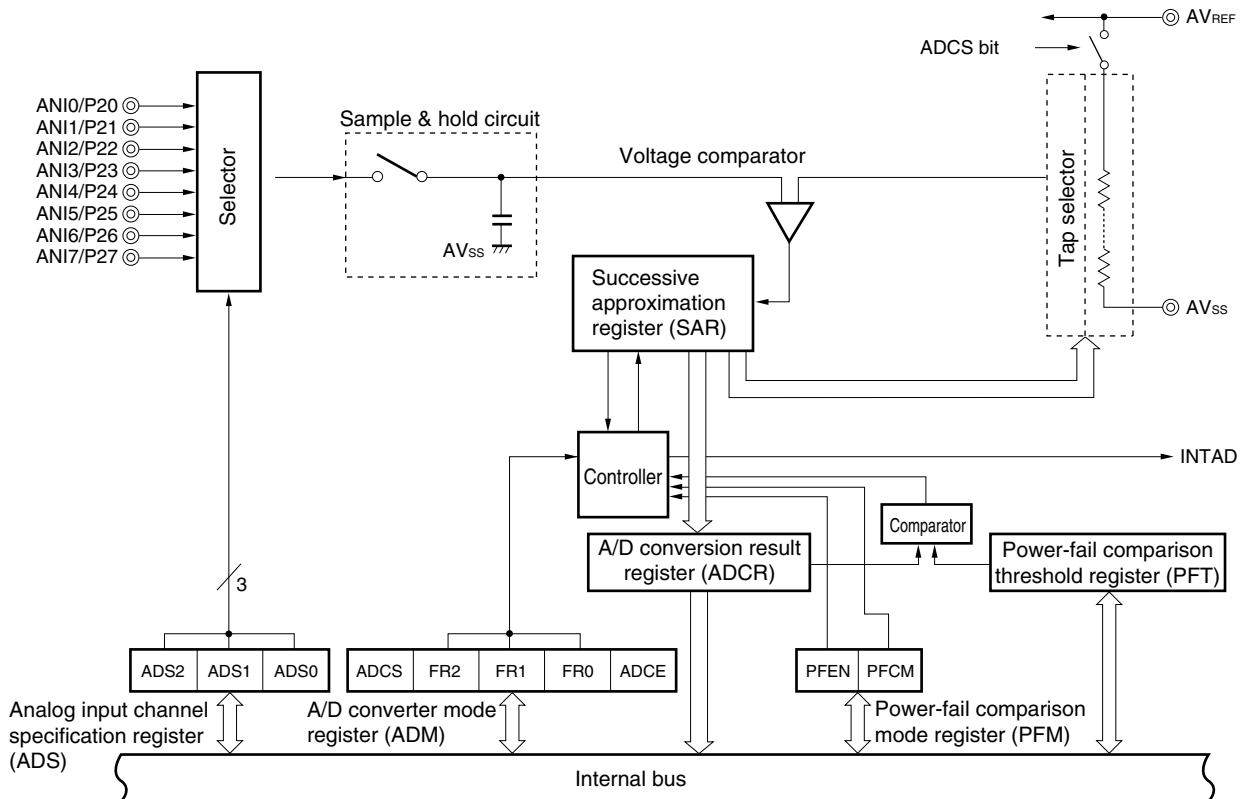 AVREF
ADCS bit
ANI0/P20
ANI1/P21
ANI2/P22
ANI3/P23
ANI4/P24
ANI5/P25
ANI6/P26
ANI7/P27
Selector
Sample & hold circuit
AVSS
Voltage comparator
Tap selector
AVSS
Successive
approximation
register (SAR)
Controller
INTAD
Comparator
A/D conversion result
register (ADCR)
Power-fail comparison
threshold register (PFT)
3
ADS2 ADS1 ADS0
ADCS FR2 FR1 FR0 ADCE
PFEN PFCM
Analog input channel
specification register
(ADS)
A/D converter mode
register (ADM)
Power-fail comparison
mode register (PFM)
Internal bus